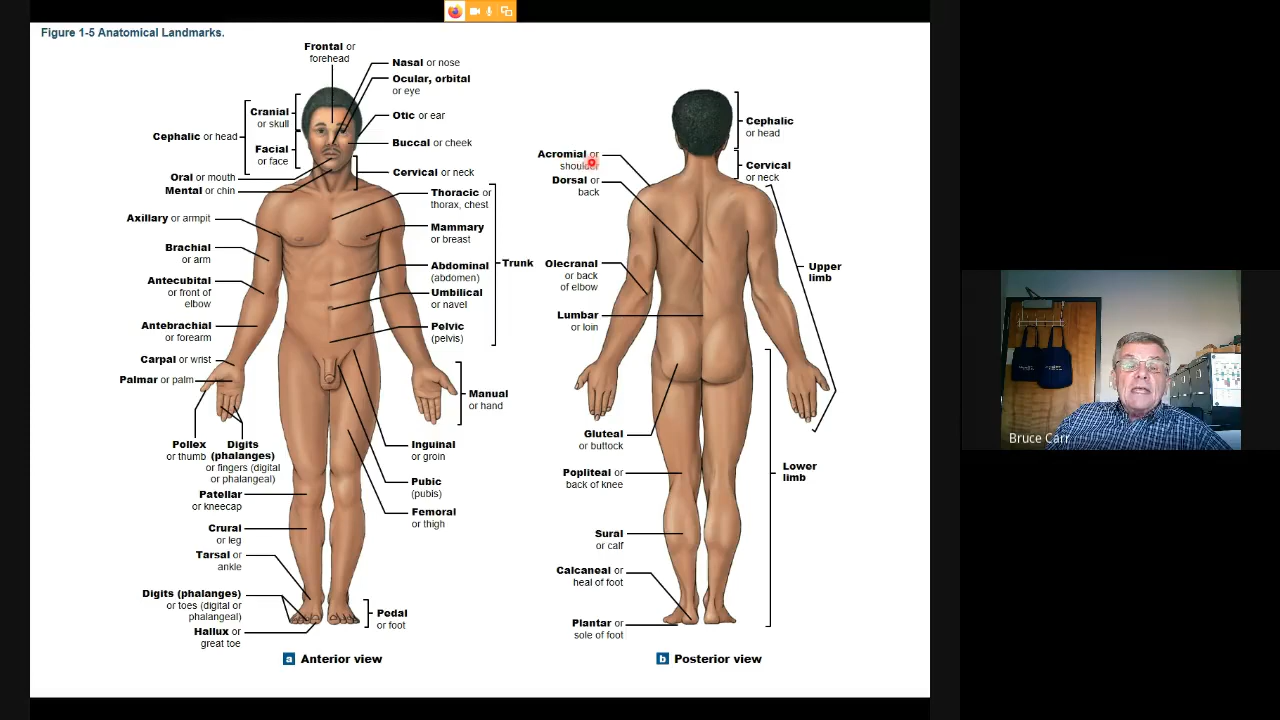 Figure 1-5 Anatomical Landmarks.
Frontal or
forehead
Nasal or nose
Ocular, orbital
or eye
Cranial
or skull
Otic or ear
Cephalic or head
Buccal or cheek
Facial
or face
Cervical or neck
Oral or mouth
Mental or chin
Thoracic or
thorax, chest
Axillary or armpit
Mammary
or breast
Brachial
or arm
Trunk
Abdominal
(abdomen)
Antecubital
or front of
elbow
Umbilical
or navel
Antebrachial
or forearm
Pelvic
(pelvis)
Carpal or wrist
Palmar or palm
Manual
or hand
Pollex
or thumb
Digits
(phalanges)
or fingers (digital
or phalangeal)
Inguinal
or groin
Patellar
or kneecap
Pubic
(pubis)
Femoral
or thigh
Crural
or leg
Tarsal or
ankle
Digits (phalanges)
or toes (digital or
phalangeal)
Hallux or
great toe
Pedal
or foot
a Anterior view
Cephalic
or head
Acromial or
shoulder
Cervical
or neck
Dorsal or
back
Olecranal
or back
of elbow
Upper
limb
Lumbar
or loin
Gluteal
or buttock
Popliteal or
back of knee
Lower
limb
Sural
or calf
Calcaneal or
heal of foot
Plantar or
sole of foot
b Posterior view
Bruce Carr